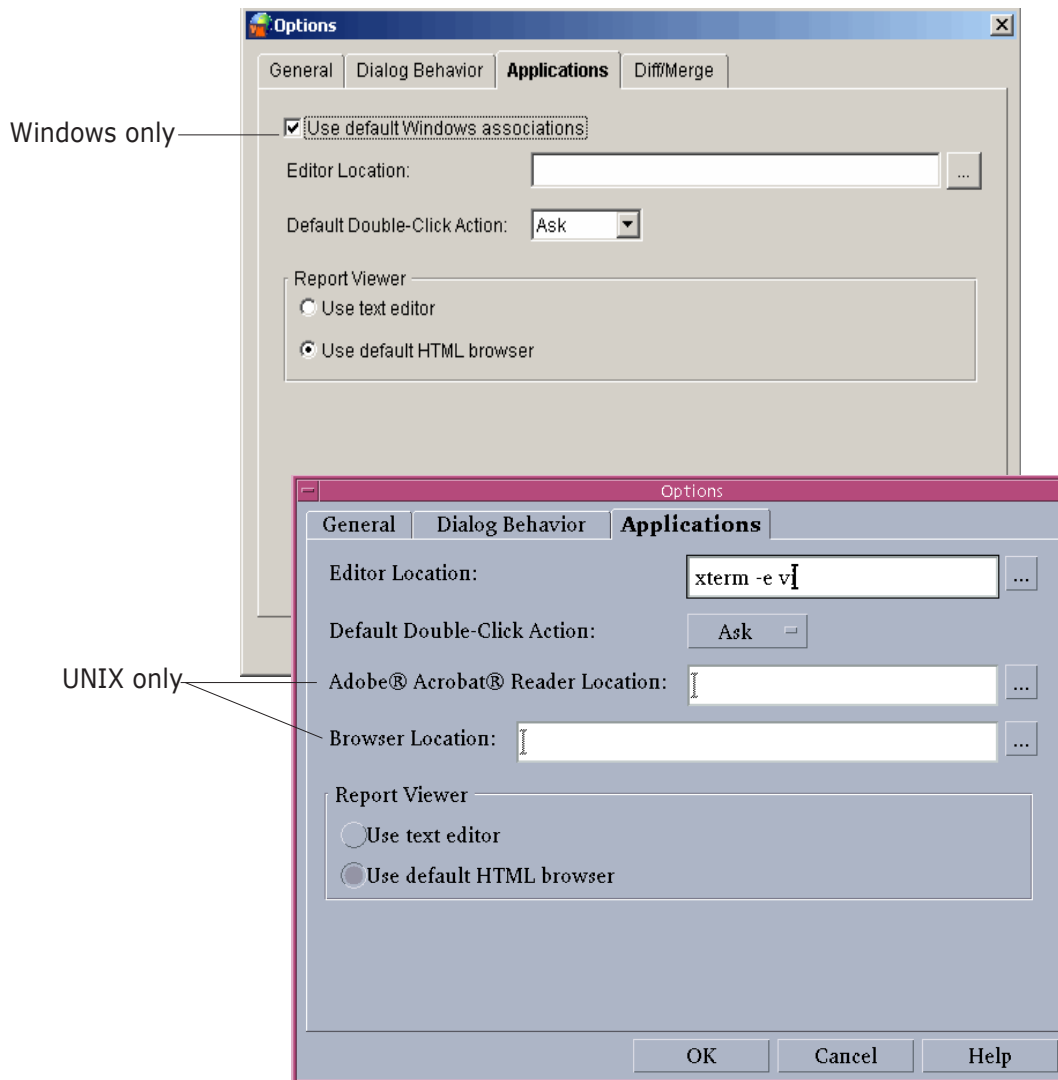 Options
General Dialog Behavior Applications Diff/Merge
Windows only
Use default Windows associations
Editor Location:
...
Default Double-Click Action: Ask
Report Viewer
Use text editor
Use default HTML browser
Options
General Dialog Behavior Applications
Editor Location: xterm -e vi ...
Default Double-Click Action: Ask
UNIX only
Adobe® Acrobat® Reader Location: ...
Browser Location: ...
Report Viewer
Use text editor
Use default HTML browser
OK Cancel Help